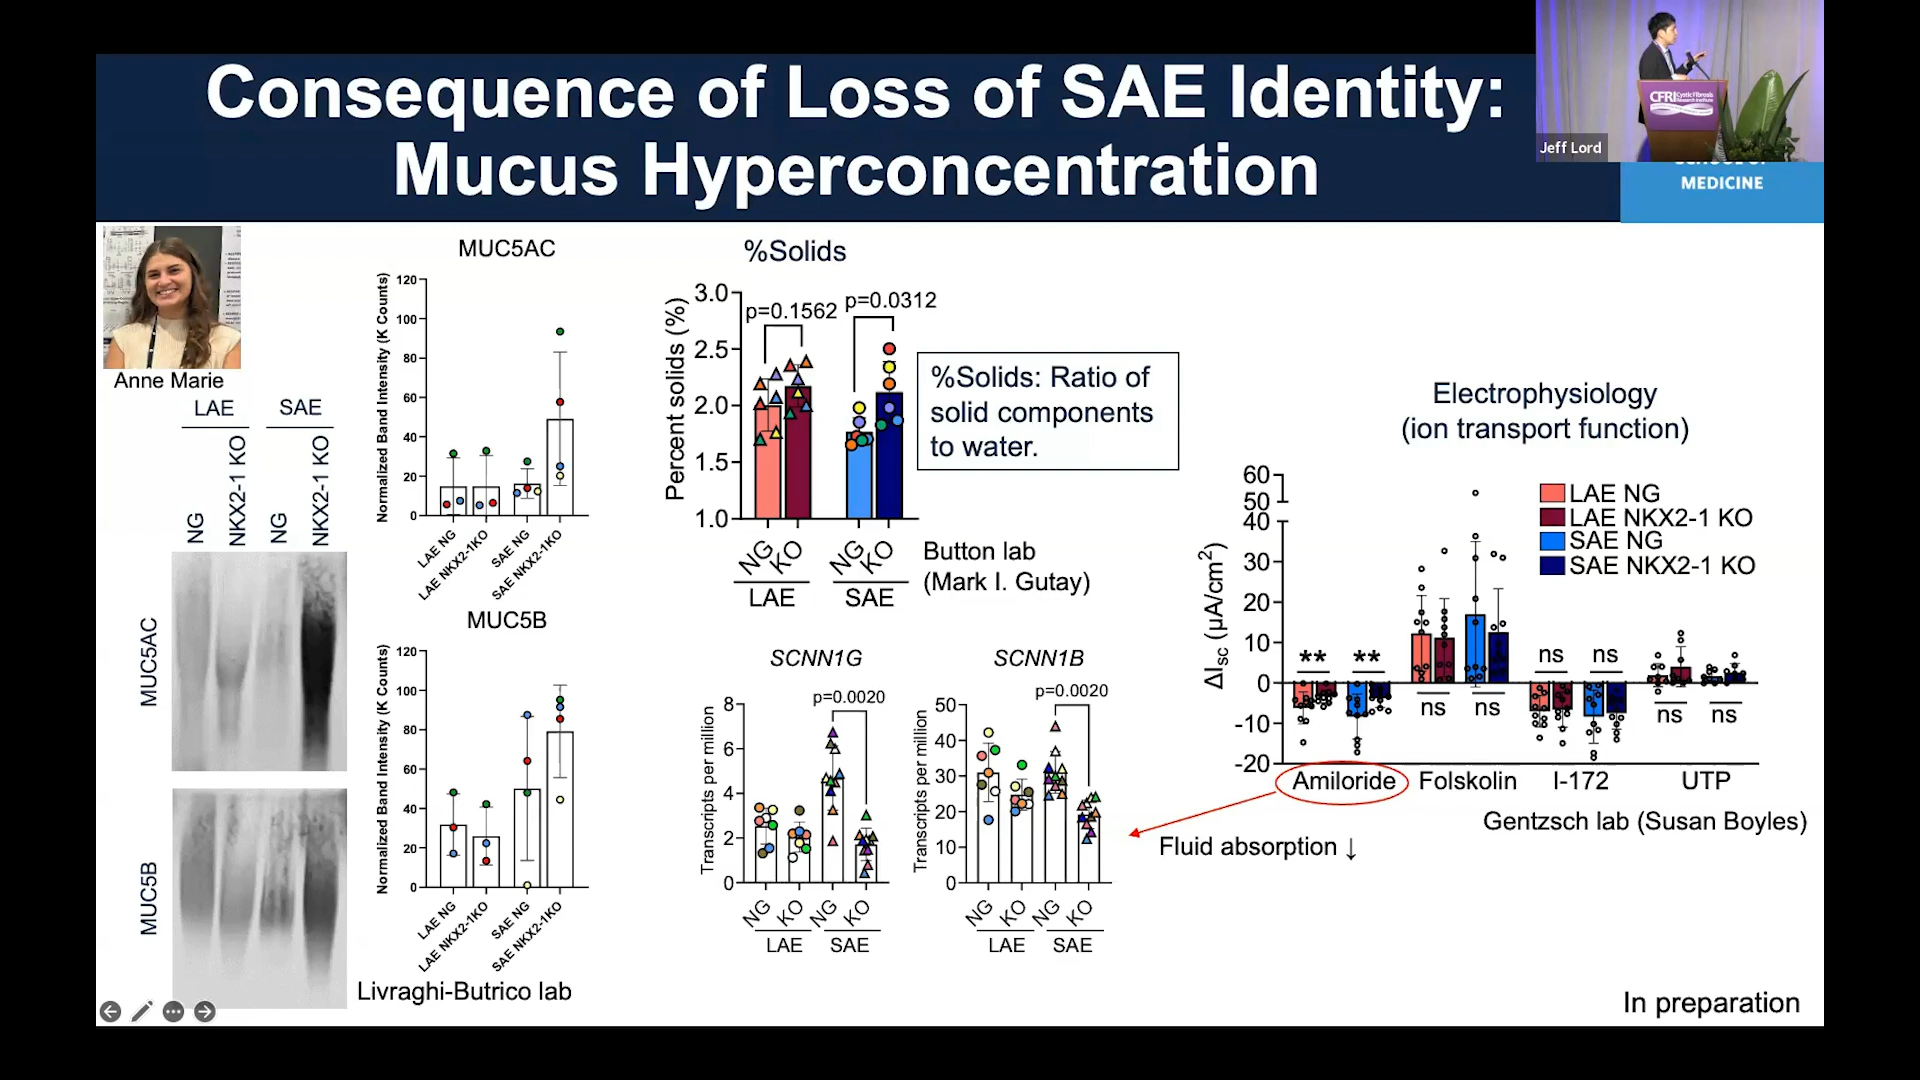 Consequence of Loss of SAE Identity:
Mucus Hyperconcentration
CFRI Cystic Fibrosis
Research Institute
Jeff Lord
MEDICINE
Anne Marie
LAE SAE
NG
NKX2-1 KO
NG
NKX2-1 KO
MUC5AC
MUC5B
MUC5AC
Normalized Band Intensity (K Counts)
120
100
80
60
40
20
0
LAE NG
LAE NKX2-1KO
SAE NG
SAE NKX2-1KO
MUC5B
Normalized Band Intensity (K Counts)
120
100
80
60
40
20
0
LAE NG
LAE NKX2-1KO
SAE NG
SAE NKX2-1KO
Livraghi-Butrico lab
%Solids
Percent solids (%)
3.0
2.5
2.0
1.5
1.0
p=0.1562
p=0.0312
NG KO NG KO
LAE SAE
%Solids: Ratio of
solid components
to water.
Button lab
(Mark I. Gutay)
SCNN1G
Transcripts per million
8
6
4
2
0
p=0.0020
NG KO NG KO
LAE SAE
SCNN1B
Transcripts per million
50
40
30
20
10
0
p=0.0020
NG KO NG KO
LAE SAE
Electrophysiology
(ion transport function)
ΔIsc (µA/cm²)
60
50
40
30
20
10
0
-10
-20
LAE NG
LAE NKX2-1 KO
SAE NG
SAE NKX2-1 KO
** **
ns ns
ns ns
ns ns
Amiloride Folskolin I-172 UTP
Gentzsch lab (Susan Boyles)
Fluid absorption ↓
In preparation